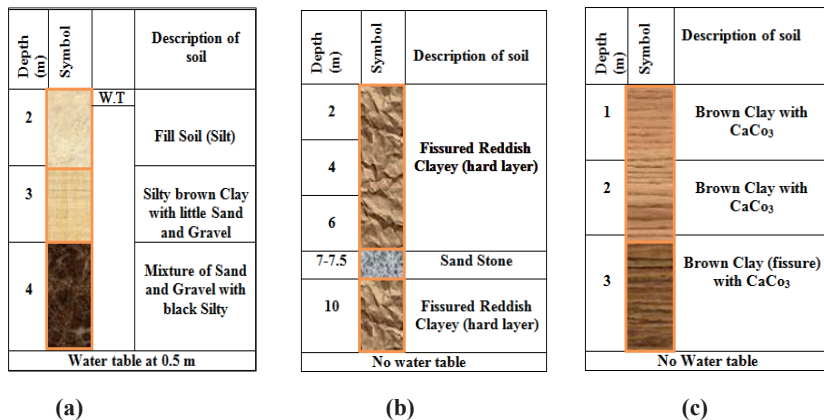 Depth (m)
Symbol
Description of soil
W.T
2
Fill Soil (Silt)
3
Silty brown Clay
with little Sand
and Gravel
4
Mixture of Sand
and Gravel with
black Silty
Water table at 0.5 m
(a)
Depth (m)
Symbol
Description of soil
2
4
6
Fissured Reddish
Clayey (hard layer)
7-7.5
Sand Stone
10
Fissured Reddish
Clayey (hard layer)
No water table
(b)
Depth (m)
Symbol
Description of soil
1
Brown Clay with
CaCo₃
2
Brown Clay with
CaCo₃
3
Brown Clay (fissure)
with CaCo₃
No Water table
(c)